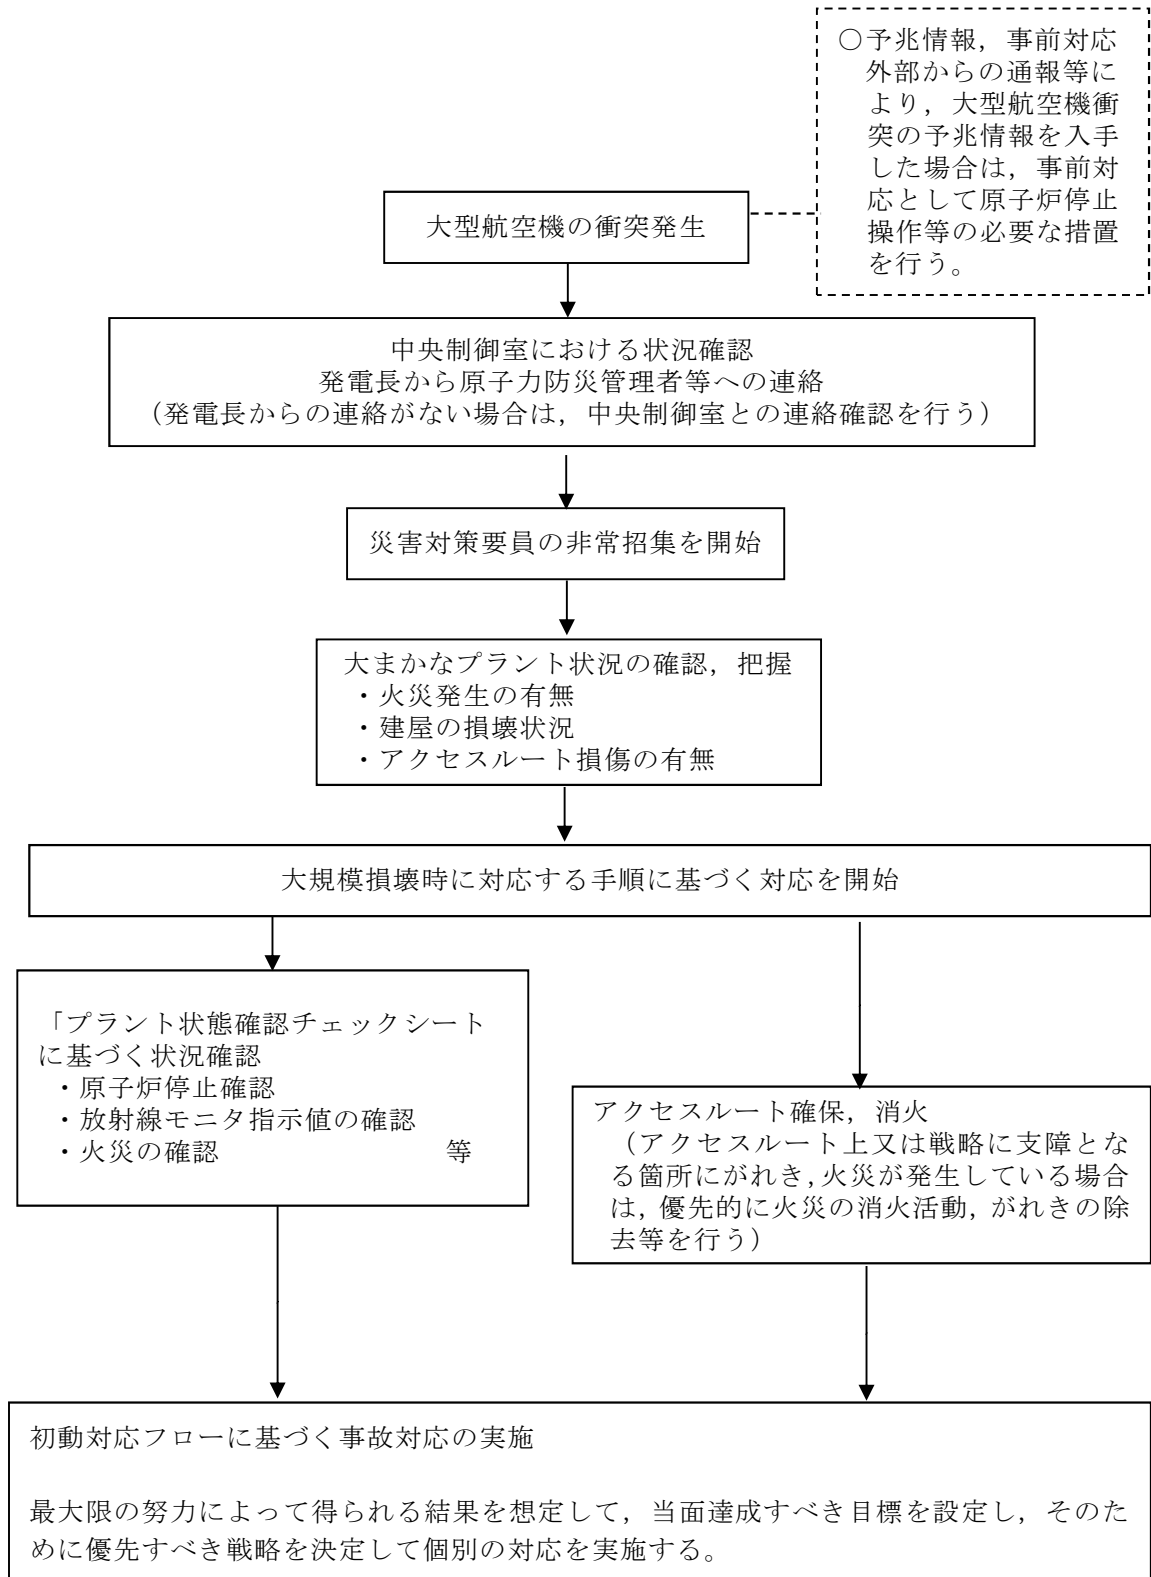 ○予兆情報，事前対応
外部からの通報等に
より，大型航空機衝
突の予兆情報を入手
した場合は，事前対
応として原子炉停止
操作等の必要な措置
を行う。
大型航空機の衝突発生
中央制御室における状況確認
発電長から原子力防災管理者等への連絡
（発電長からの連絡がない場合は，中央制御室との連絡確認を行う）
災害対策要員の非常招集を開始
大まかなプラント状況の確認，把握
・火災発生の有無
・建屋の損壊状況
・アクセスルート損傷の有無
大規模損壊時に対応する手順に基づく対応を開始
「プラント状態確認チェックシート
に基づく状況確認
・原子炉停止確認
・放射線モニタ指示値の確認
・火災の確認　等
アクセスルート確保，消火
（アクセスルート上又は戦略に支障とな
る箇所にがれき，火災が発生している場合
は，優先的に火災の消火活動，がれきの除
去等を行う）
初動対応フローに基づく事故対応の実施
最大限の努力によって得られる結果を想定して，当面達成すべき目標を設定し，そのた
めに優先すべき戦略を決定して個別の対応を実施する。